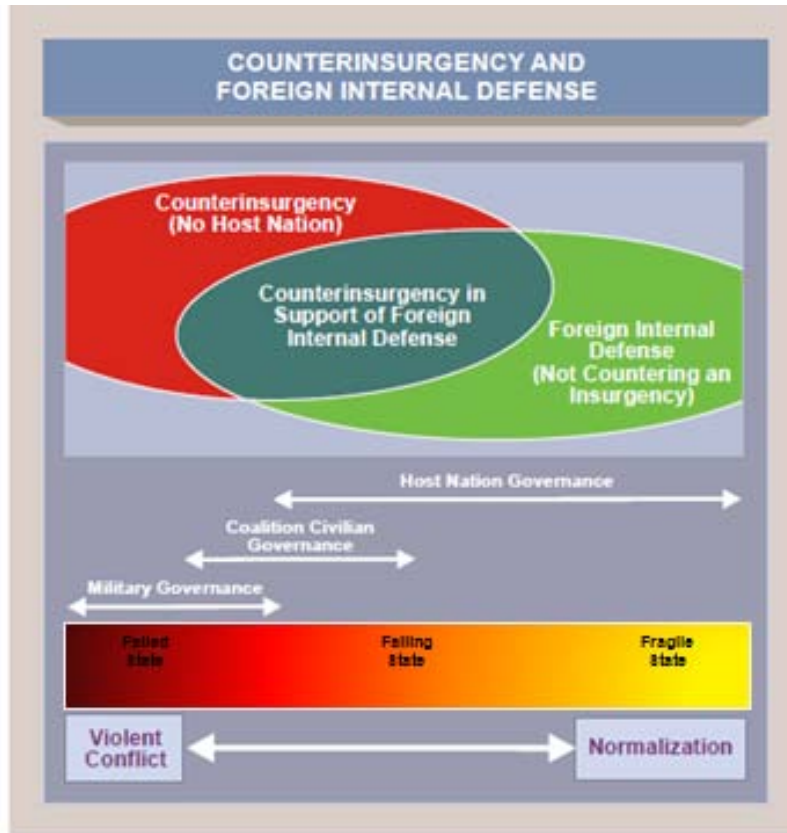 COUNTERINSURGENCY AND
FOREIGN INTERNAL DEFENSE
Counterinsurgency
(No Host Nation)
Counterinsurgency in
Support of Foreign
Internal Defense
Foreign Internal
Defense
(Not Countering an
Insurgency)
Host Nation Governance
Coalition Civilian
Governance
Military Governance
Failed
State
Failing
State
Fragile
State
Violent
Conflict
Normalization